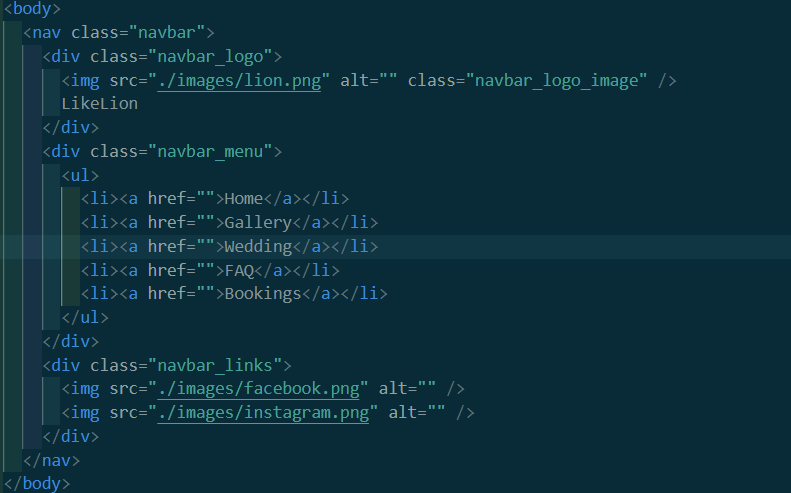 <body>
<nav class="navbar">
<div class="navbar_logo">
<img src="./images/lion.png" alt="" class="navbar_logo_image" />
LikeLion
</div>
<div class="navbar_menu">
<ul>
<li><a href="">Home</a></li>
<li><a href="">Gallery</a></li>
<li><a href="">Wedding</a></li>
<li><a href="">FAQ</a></li>
<li><a href="">Bookings</a></li>
</ul>
</div>
<div class="navbar_links">
<img src="./images/facebook.png" alt="" />
<img src="./images/instagram.png" alt="" />
</div>
</nav>
</body>